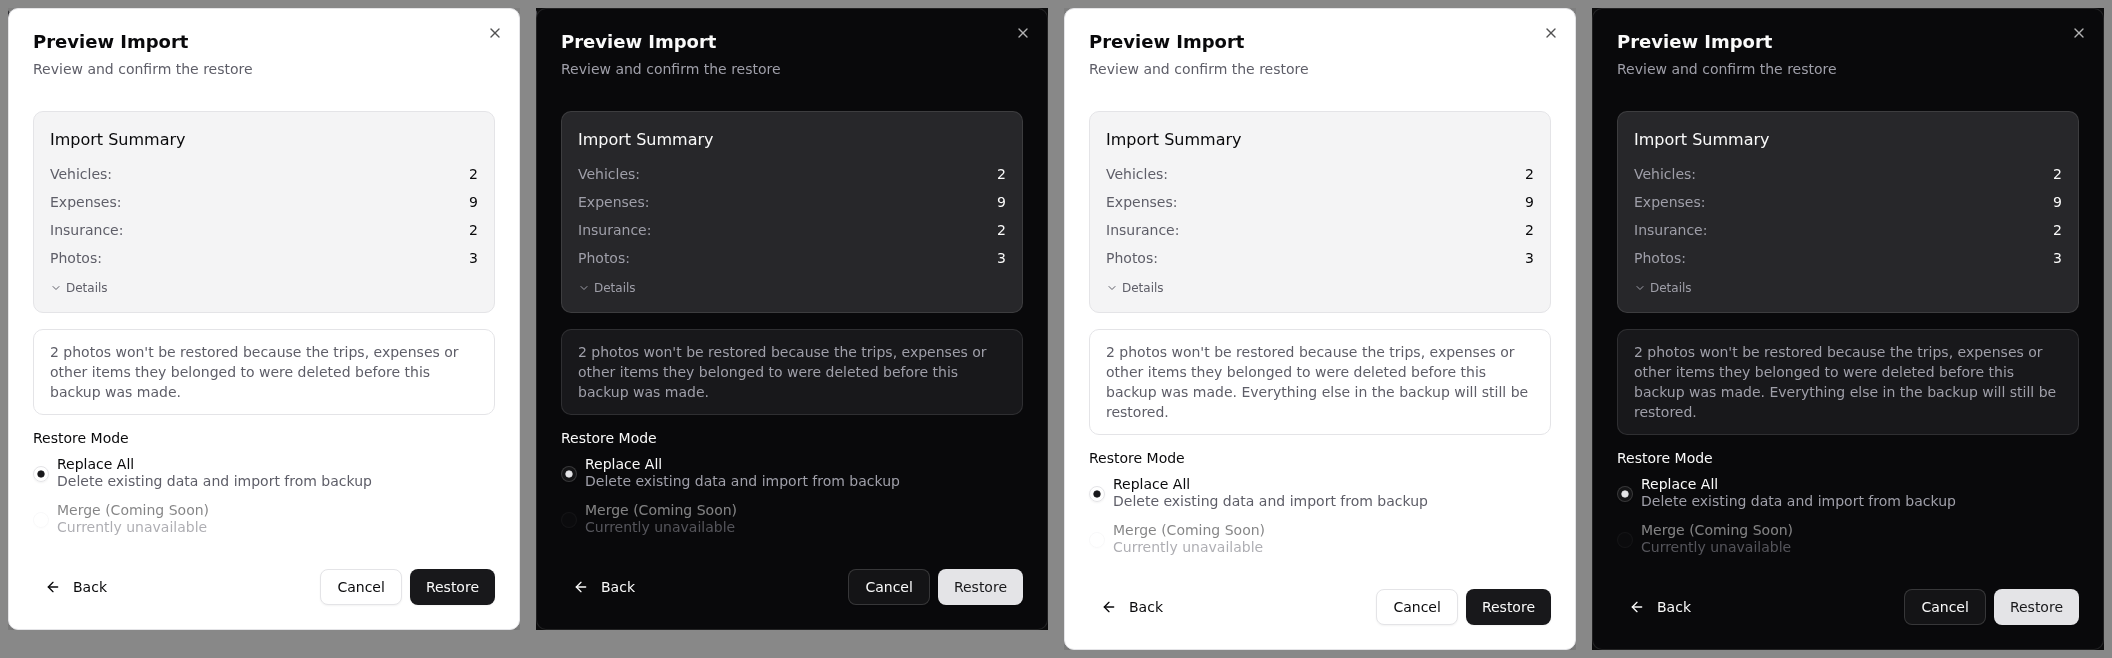 Preview Import
Review and confirm the restore
Import Summary
Vehicles: 2
Expenses: 9
Insurance: 2
Photos: 3
Details
2 photos won't be restored because the trips, expenses or
other items they belonged to were deleted before this
backup was made.
Restore Mode
Replace All
Delete existing data and import from backup
Merge (Coming Soon)
Currently unavailable
Back Cancel Restore
Preview Import
Review and confirm the restore
Import Summary
Vehicles: 2
Expenses: 9
Insurance: 2
Photos: 3
Details
2 photos won't be restored because the trips, expenses or
other items they belonged to were deleted before this
backup was made.
Restore Mode
Replace All
Delete existing data and import from backup
Merge (Coming Soon)
Currently unavailable
Back Cancel Restore
Preview Import
Review and confirm the restore
Import Summary
Vehicles: 2
Expenses: 9
Insurance: 2
Photos: 3
Details
2 photos won't be restored because the trips, expenses or
other items they belonged to were deleted before this
backup was made. Everything else in the backup will still be
restored.
Restore Mode
Replace All
Delete existing data and import from backup
Merge (Coming Soon)
Currently unavailable
Back Cancel Restore
Preview Import
Review and confirm the restore
Import Summary
Vehicles: 2
Expenses: 9
Insurance: 2
Photos: 3
Details
2 photos won't be restored because the trips, expenses or
other items they belonged to were deleted before this
backup was made. Everything else in the backup will still be
restored.
Restore Mode
Replace All
Delete existing data and import from backup
Merge (Coming Soon)
Currently unavailable
Back Cancel Restore